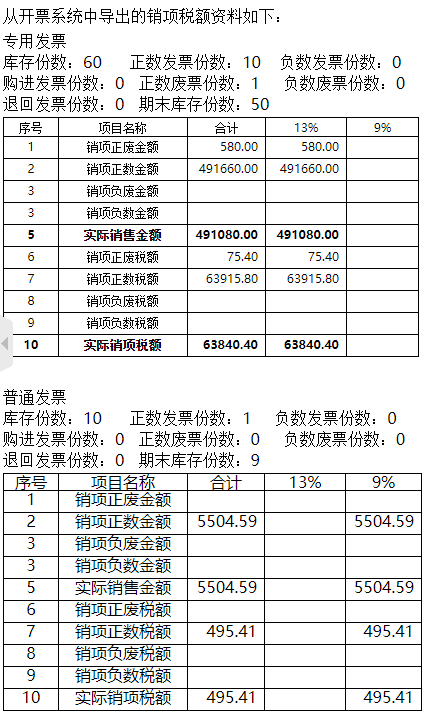 从开票系统中导出的销项税额资料如下：
专用发票
库存份数：60 正数发票份数：10 负数发票份数：0
购进发票份数：0 正数废票份数：1 负数废票份数：0
退回发票份数：0 期末库存份数：50
序号 项目名称 合计 13% 9%
1 销项正废金额 580.00 580.00
2 销项正数金额 491660.00 491660.00
3 销项负废金额
3 销项负数金额
5 实际销售金额 491080.00 491080.00
6 销项正废税额 75.40 75.40
7 销项正数税额 63915.80 63915.80
8 销项负废税额
9 销项负数税额
10 实际销项税额 63840.40 63840.40
普通发票
库存份数：10 正数发票份数：1 负数发票份数：0
购进发票份数：0 正数废票份数：0 负数废票份数：0
退回发票份数：0 期末库存份数：9
序号 项目名称 合计 13% 9%
1 销项正废金额
2 销项正数金额 5504.59 5504.59
3 销项负废金额
3 销项负数金额
5 实际销售金额 5504.59 5504.59
6 销项正废税额
7 销项正数税额 495.41 495.41
8 销项负废税额
9 销项负数税额
10 实际销项税额 495.41 495.41